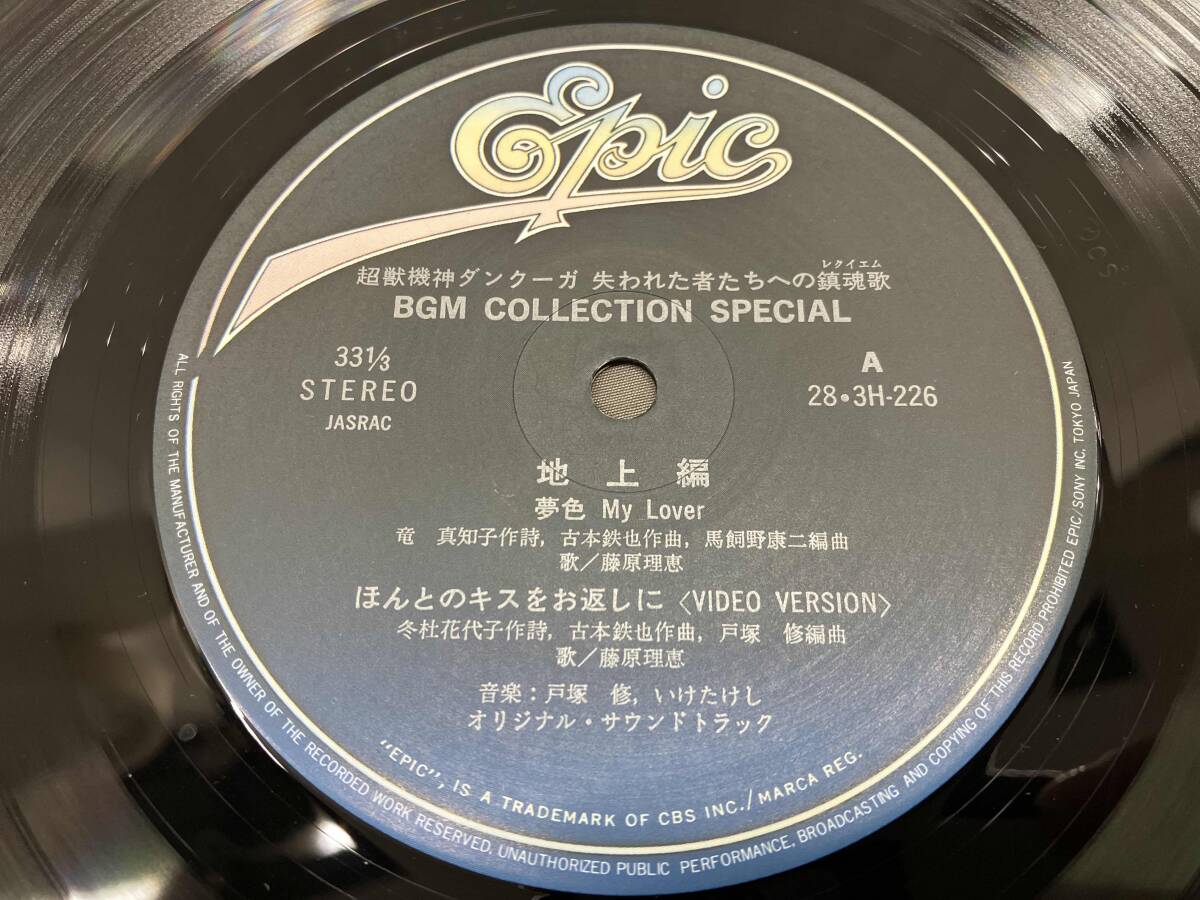 Epic
レクイエム
超獣機神ダンクーガ 失われた者たちへの鎮魂歌
BGM COLLECTION SPECIAL
33⅓
STEREO
JASRAC
A
28・3H-226
地上編
夢色 My Lover
竜 真知子作詩, 古本鉄也作曲, 馬飼野康二編曲
歌／藤原理恵
ほんとのキスをお返しに〈VIDEO VERSION〉
冬杜花代子作詩, 古本鉄也作曲, 戸塚 修編曲
歌／藤原理恵
音楽：戸塚 修, いけたけし
オリジナル・サウンドトラック
"EPIC", IS A TRADEMARK OF CBS INC./MARCA REG.
ALL RIGHTS OF THE MANUFACTURER AND OF THE OWNER OF THE RECORDED WORK RESERVED. UNAUTHORIZED PUBLIC PERFORMANCE, BROADCASTING AND COPYING OF THIS RECORD PROHIBITED EPIC/SONY INC. TOKYO JAPAN